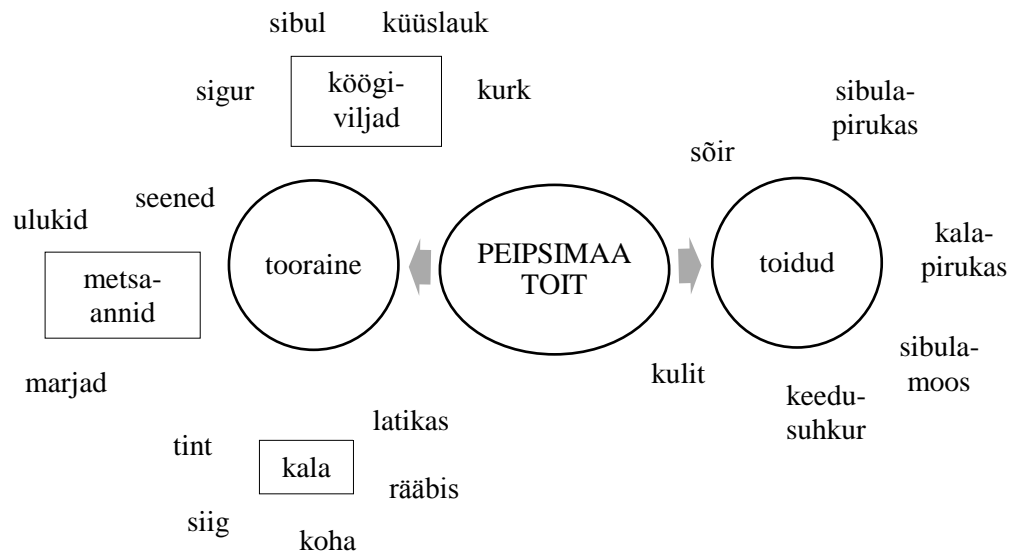 sibul
küüslauk
sigur
köögi-
viljad
kurk
sibula-
pirukas
sõir
seened
ulukid
metsa-
annid
marjad
tooraine
PEIPSIMAA
TOIT
toidud
kala-
pirukas
sibula-
moos
kulit
keedu-
suhkur
latikas
tint
kala
rääbis
siig
koha